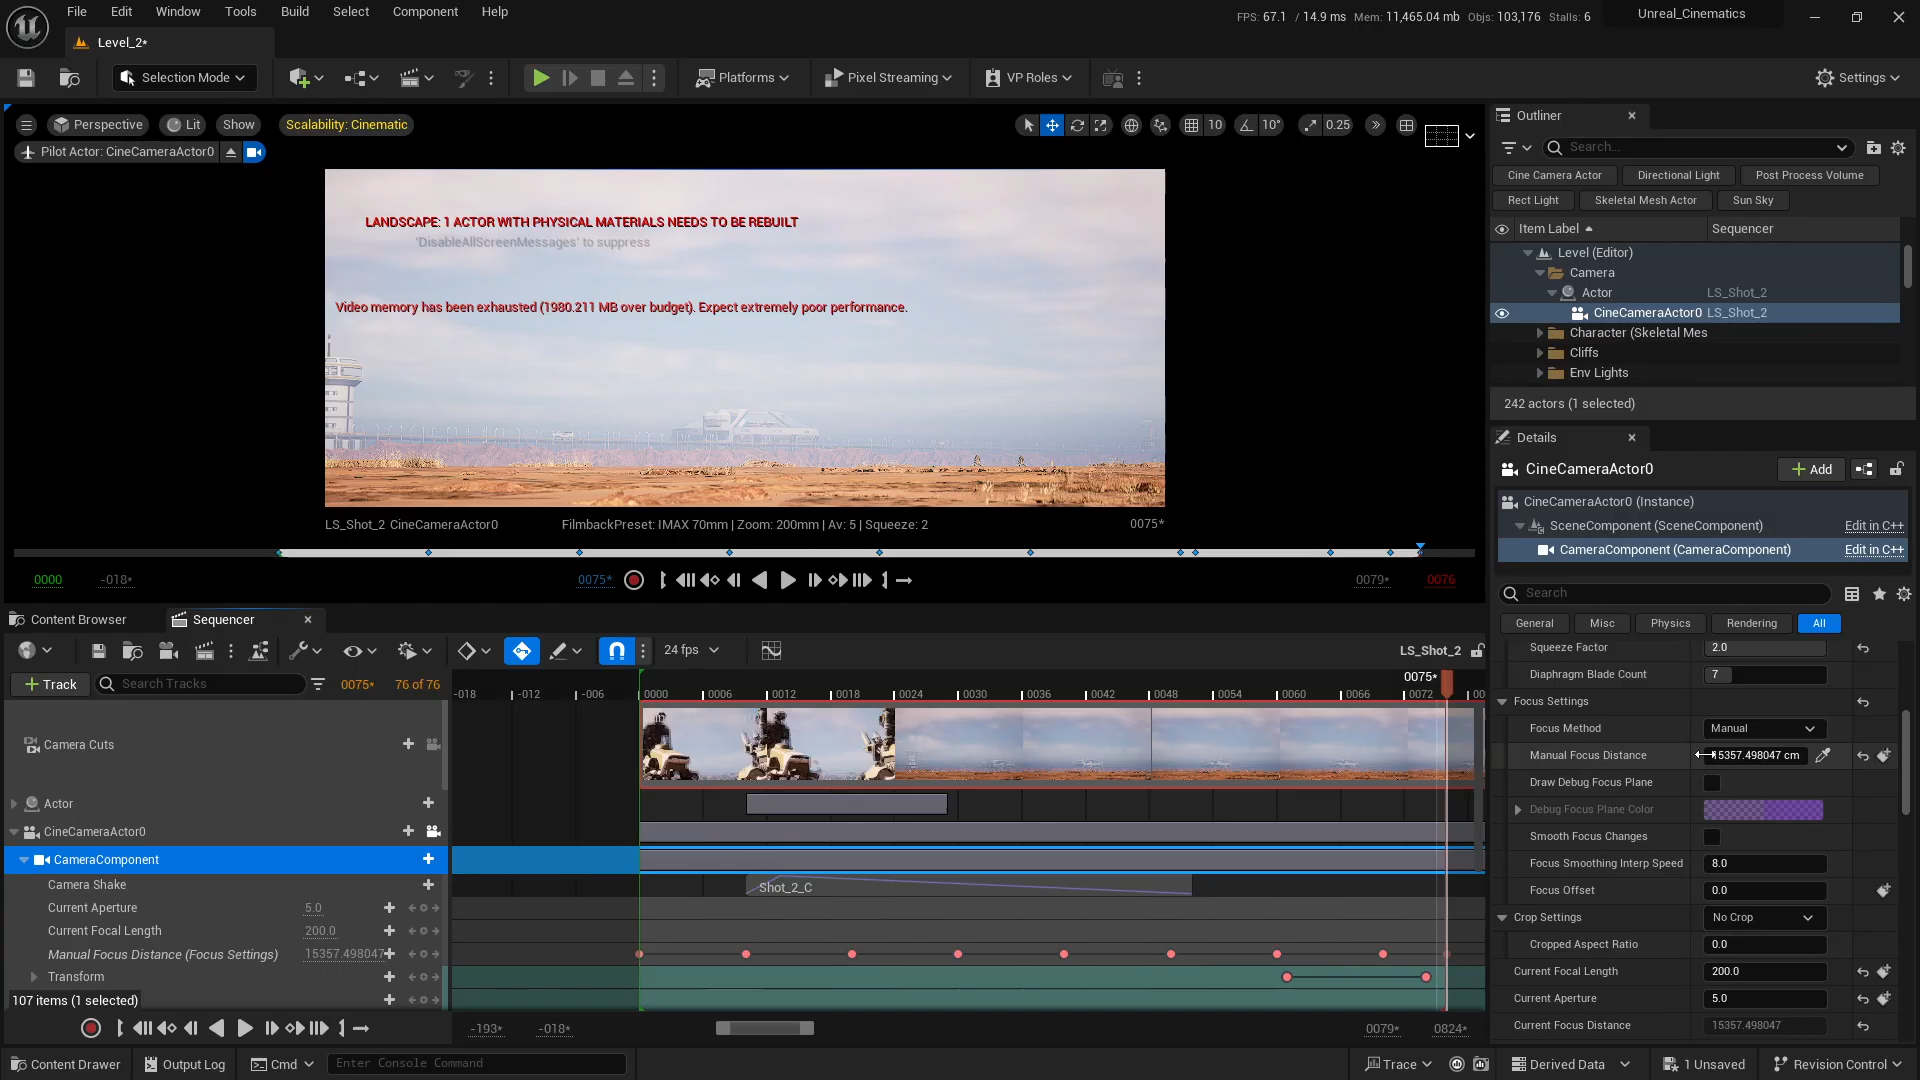 File Edit Window Tools Build Select Component Help
FPS: 67.1 / 14.9 ms Mem: 11,465.04 mb Objs: 103,176 Stalls: 6
Unreal_Cinematics
Level_2*
Selection Mode
Platforms
Pixel Streaming
VP Roles
Settings
Perspective
Lit
Show
Scalability: Cinematic
10
10°
0.25
Pilot Actor: CineCameraActor0
LANDSCAPE: 1 ACTOR WITH PHYSICAL MATERIALS NEEDS TO BE REBUILT
'DisableAllScreenMessages' to suppress
Video memory has been exhausted (1980.211 MB over budget). Expect extremely poor performance.
LS_Shot_2 CineCameraActor0
FilmbackPreset: IMAX 70mm | Zoom: 200mm | Av: 5 | Squeeze: 2
0075*
0000 -018* 0075* 0079* 0076
Outliner
Search...
Cine Camera Actor Directional Light Post Process Volume
Rect Light Skeletal Mesh Actor Sun Sky
Item Label Sequencer
Level (Editor)
Camera
Actor LS_Shot_2
CineCameraActor0 LS_Shot_2
Character (Skeletal Mes
Cliffs
Env Lights
242 actors (1 selected)
Details
CineCameraActor0
Add
CineCameraActor0 (Instance)
SceneComponent (SceneComponent) Edit in C++
CameraComponent (CameraComponent) Edit in C++
Search
General Misc Physics Rendering All
Squeeze Factor 2.0
Diaphragm Blade Count 7
Focus Settings
Focus Method Manual
Manual Focus Distance 15357.498047 cm
Draw Debug Focus Plane
Debug Focus Plane Color
Smooth Focus Changes
Focus Smoothing Interp Speed 8.0
Focus Offset 0.0
Crop Settings No Crop
Cropped Aspect Ratio 0.0
Current Focal Length 200.0
Current Aperture 5.0
Current Focus Distance 15357.498047
Content Browser
Sequencer
24 fps
LS_Shot_2
Track
Search Tracks
0075* 76 of 76
0075*
-018 -012 -006 0000 0006 0012 0018 0024 0030 0036 0042 0048 0054 0060 0066 0072 00
Camera Cuts
Actor
CineCameraActor0
CameraComponent
Camera Shake
Shot_2_C
Current Aperture 5.0
Current Focal Length 200.0
Manual Focus Distance (Focus Settings) 15357.498047
Transform
107 items (1 selected)
-193* -018* 0079* 0824*
Content Drawer
Output Log
Cmd
Enter Console Command
Trace
Derived Data
1 Unsaved
Revision Control